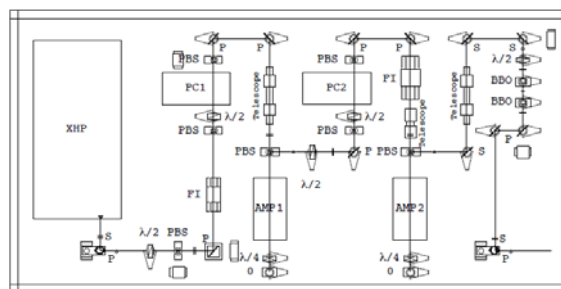 P P P P S S
PBS PBS λ/2
PC1 PC2 FI BBO
XHP Telescope Telescope BBO
λ/2 λ/2 Telescope
PBS PBS P
PBS P PBS S
λ/2
FI AMP1 AMP2
S λ/2 PBS P S
P λ/4 λ/4 P
0 0